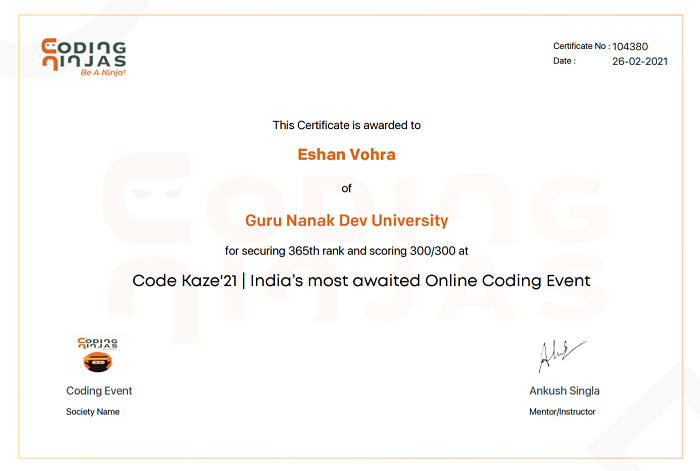 CODING
NINJAS
Be A Ninja!
Certificate No : 104380
Date : 26-02-2021
This Certificate is awarded to
Eshan Vohra
of
Guru Nanak Dev University
for securing 365th rank and scoring 300/300 at
Code Kaze'21 | India's most awaited Online Coding Event
CODING
NINJAS
CODING
NINJAS
Coding Event
Society Name
Ankush Singla
Mentor/Instructor